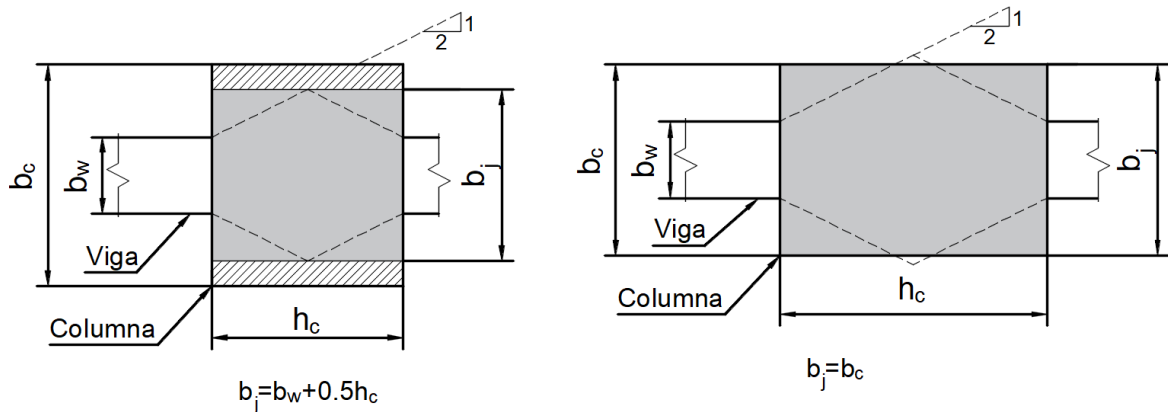 1
2
b_c
b_w
b_j
Viga
Columna
h_c
b_j=b_w+0.5h_c
1
2
b_c
b_w
b_j
Viga
Columna
h_c
b_j=b_c